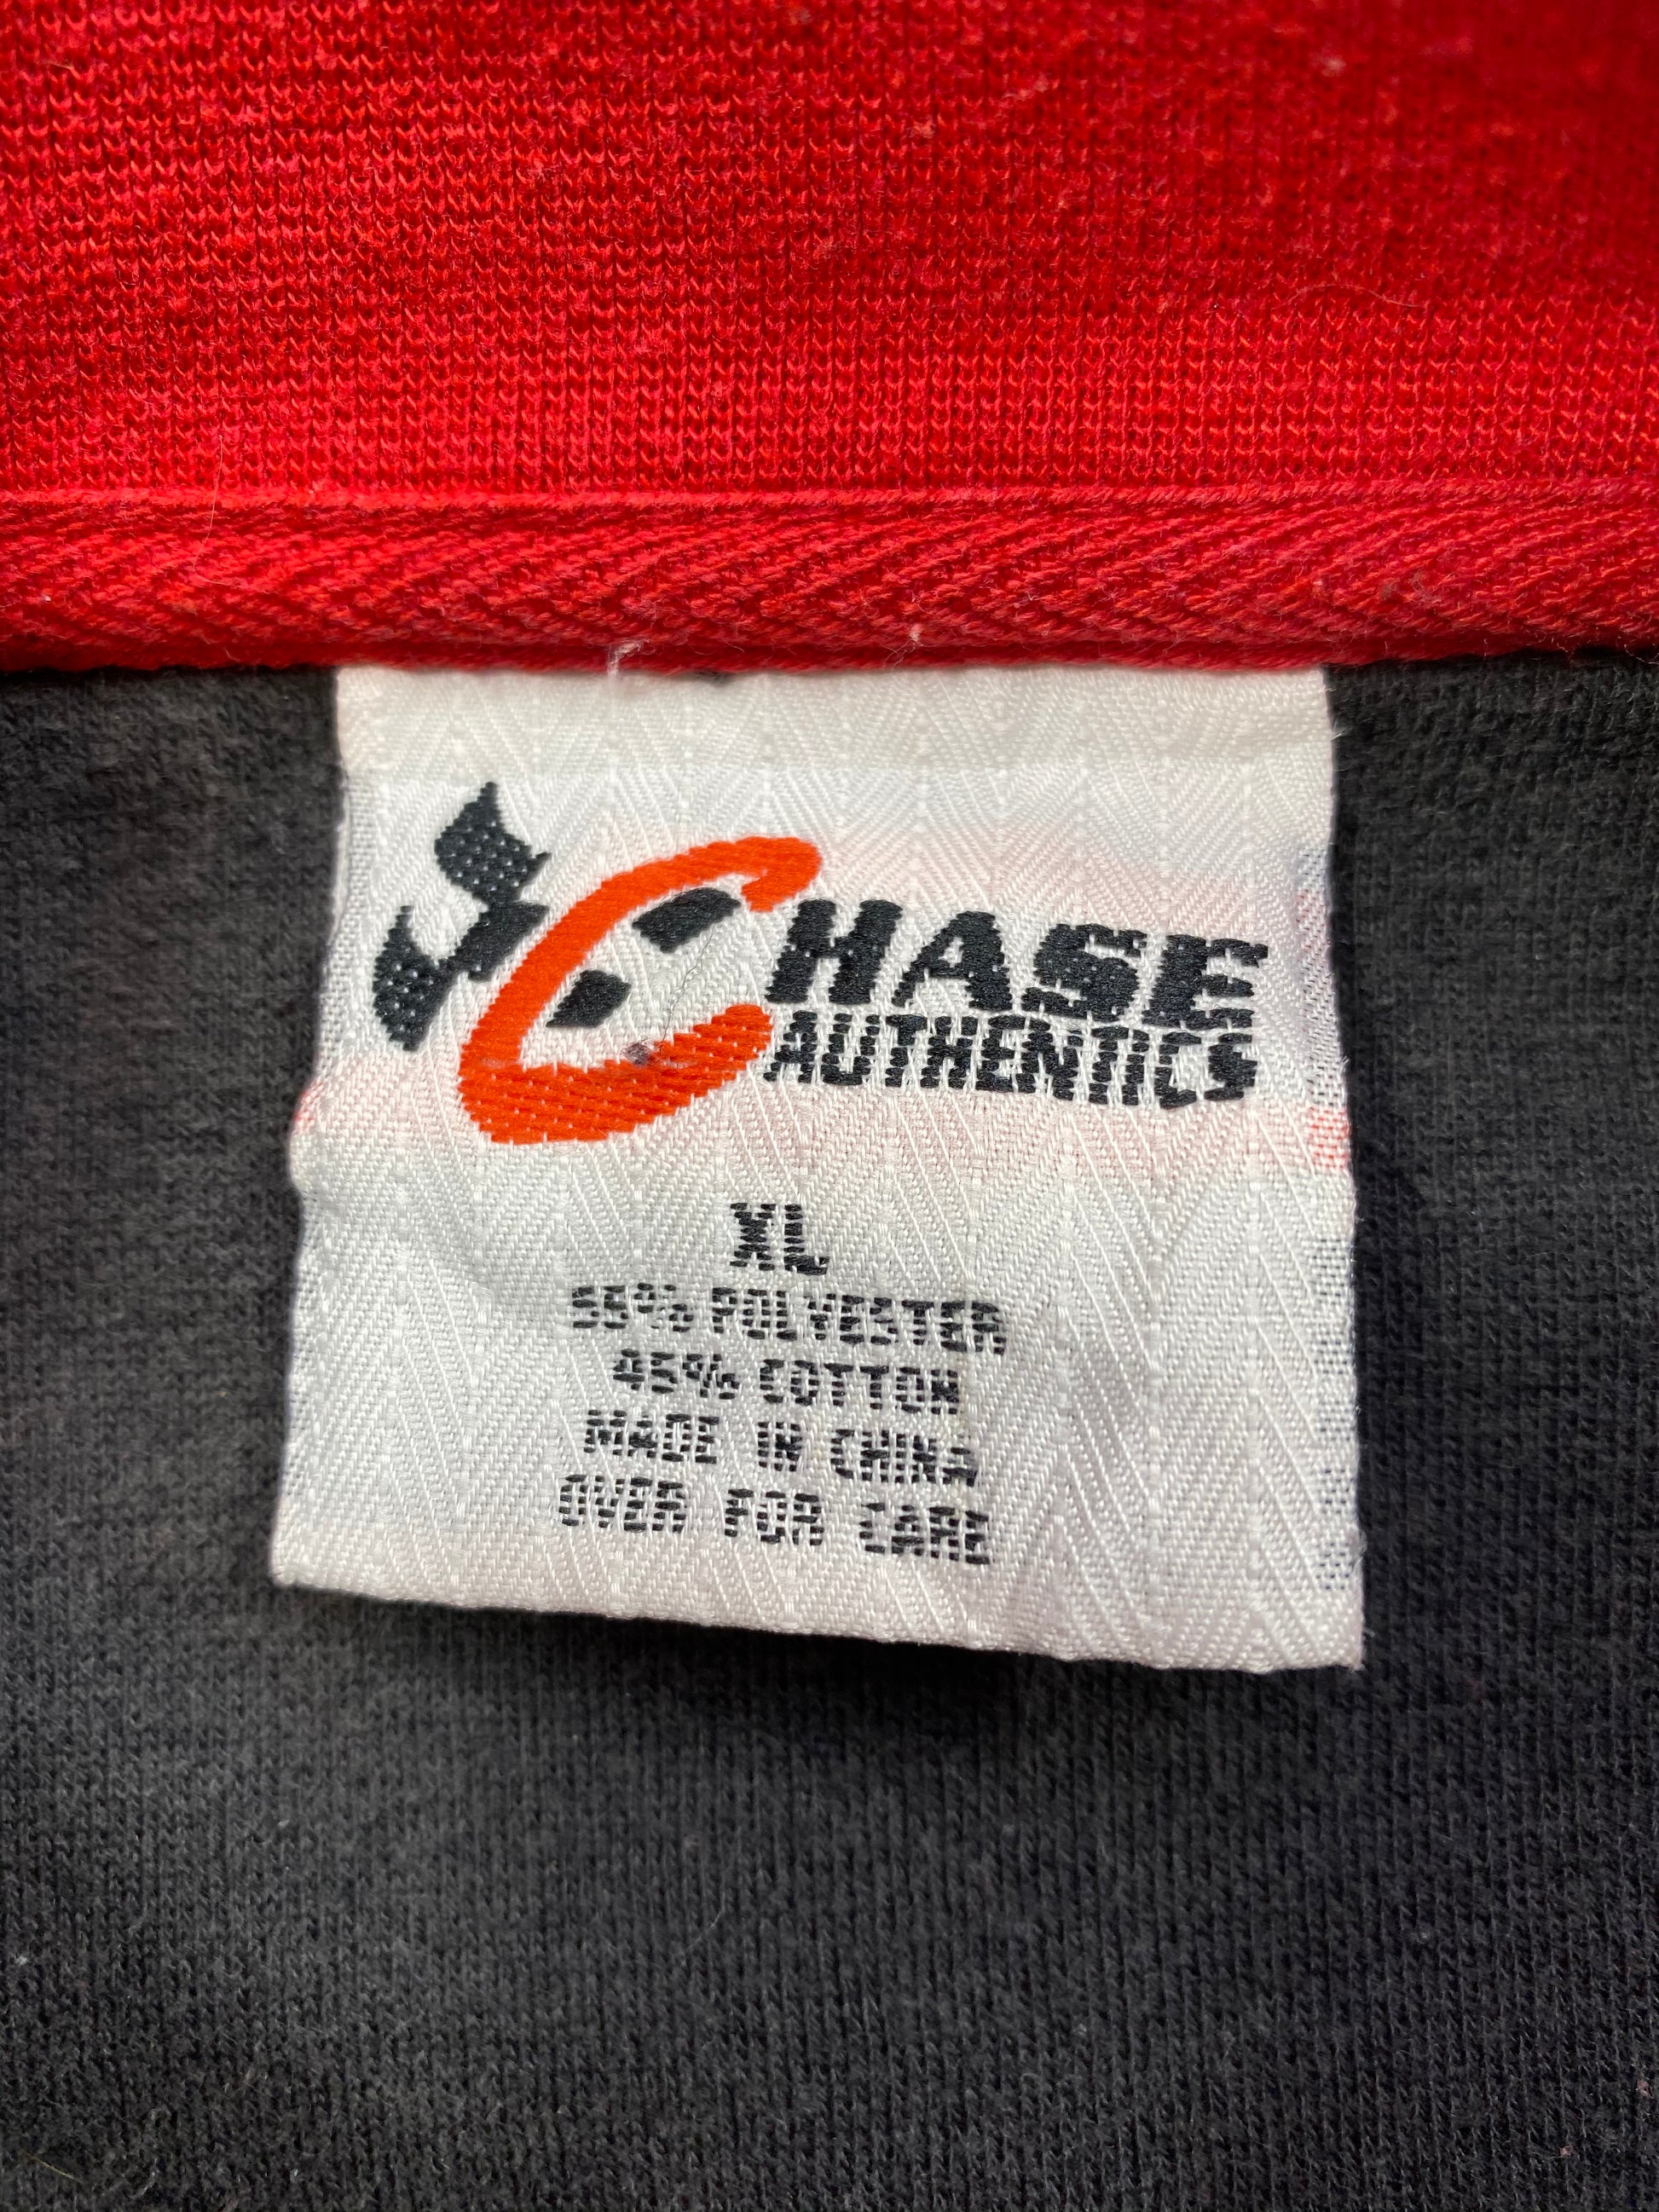 CHASE
AUTHENTICS
XL
55% POLYESTER
45% COTTON
MADE IN CHINA
OVER FOR CARE